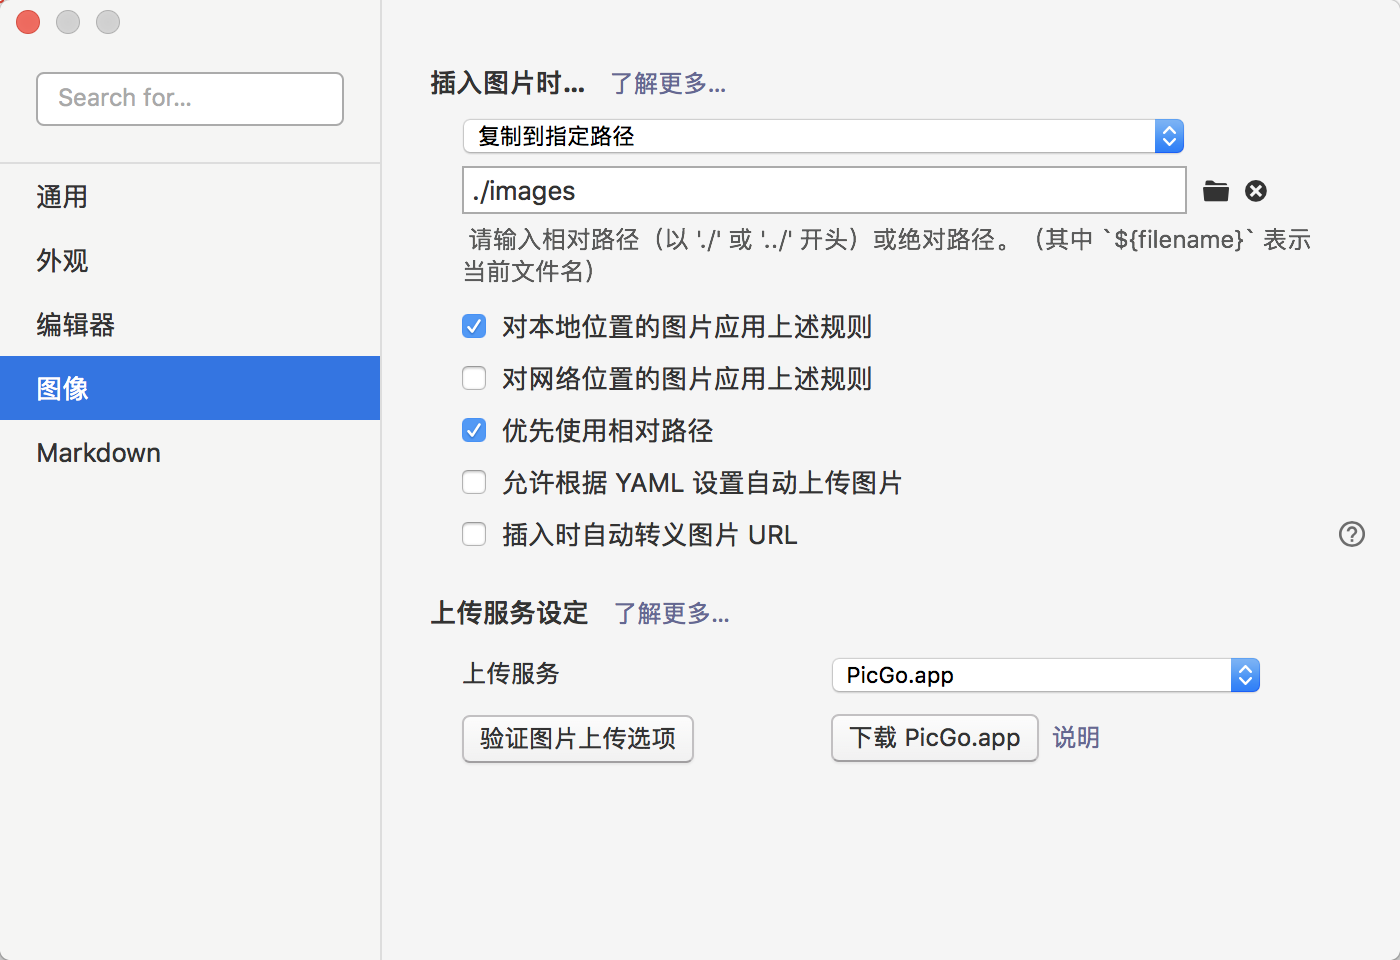 Search for...
通用
外观
编辑器
图像
Markdown
插入图片时... 了解更多...
复制到指定路径
./images
请输入相对路径（以 './' 或 '../' 开头）或绝对路径。（其中 `${filename}` 表示
当前文件名）
对本地位置的图片应用上述规则
对网络位置的图片应用上述规则
优先使用相对路径
允许根据 YAML 设置自动上传图片
插入时自动转义图片 URL
上传服务设定 了解更多...
上传服务 PicGo.app
验证图片上传选项 下载 PicGo.app 说明